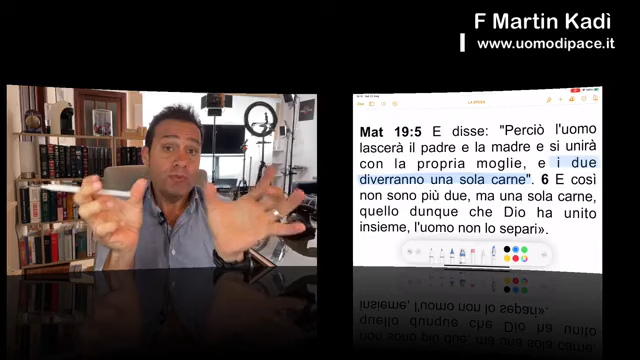 F Martin Kadì
www.uomodipace.it
LA SPOSA
Mat 19:5 E disse: "Perciò l'uomo
lascerà il padre e la madre e si unirà
con la propria moglie, e i due
diverranno una sola carne". 6 E così
non sono più due, ma una sola carne,
quello dunque che Dio ha unito
insieme, l'uomo non lo separi».